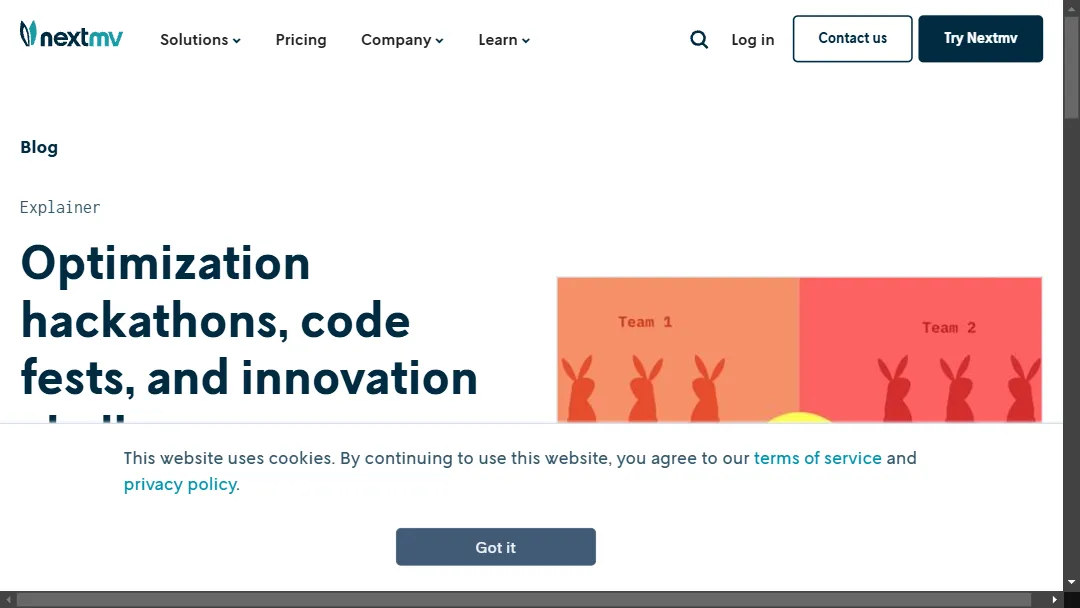 nextmv Solutions Pricing Company Learn Log in Contact us Try Nextmv
Blog
Explainer
Optimization
hackathons, code
fests, and innovation
Team 1 Team 2
This website uses cookies. By continuing to use this website, you agree to our terms of service and
privacy policy.
Got it